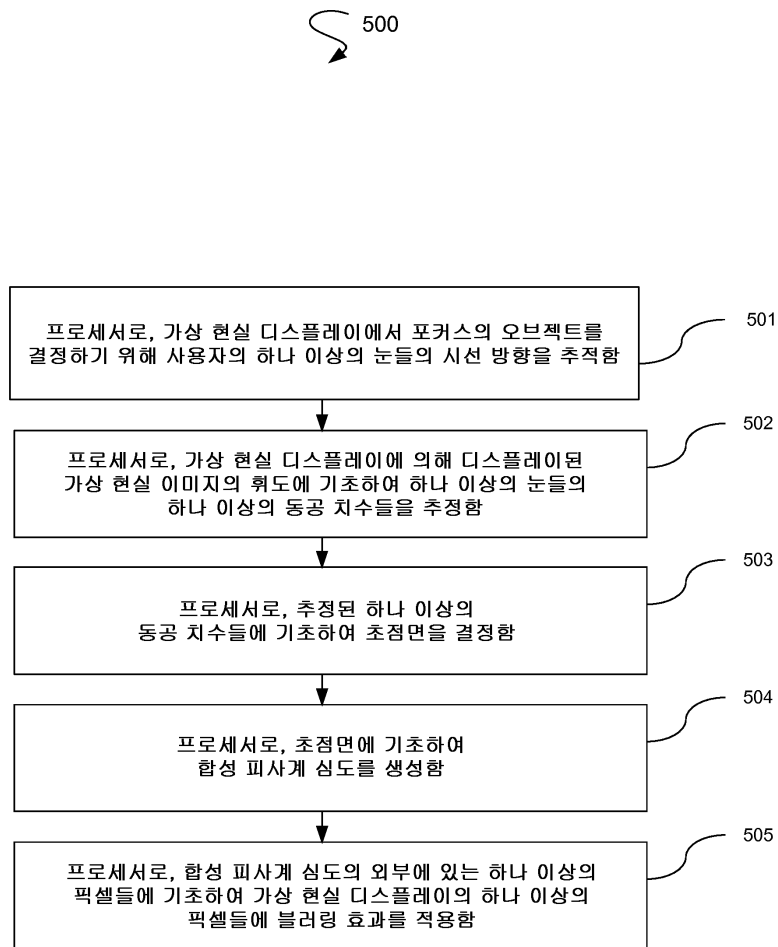 500
프로세서로, 가상 현실 디스플레이에서 포커스의 오브젝트를
결정하기 위해 사용자의 하나 이상의 눈들의 시선 방향을 추적함
501
프로세서로, 가상 현실 디스플레이에 의해 디스플레이된
가상 현실 이미지의 휘도에 기초하여 하나 이상의 눈들의
하나 이상의 동공 치수들을 추정함
502
프로세서로, 추정된 하나 이상의
동공 치수들에 기초하여 초점면을 결정함
503
프로세서로, 초점면에 기초하여
합성 피사계 심도를 생성함
504
프로세서로, 합성 피사계 심도의 외부에 있는 하나 이상의
픽셀들에 기초하여 가상 현실 디스플레이의 하나 이상의
픽셀들에 블러링 효과를 적용함
505